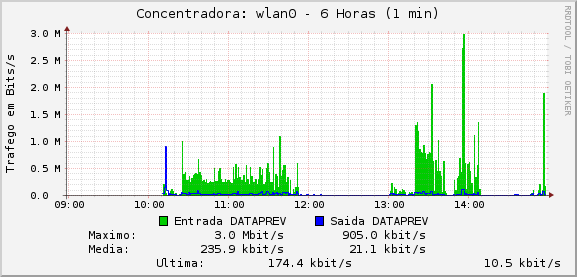 Concentradora: wlan0 - 6 Horas (1 min)
RRDTOOL / TOBI OETIKER
Trafego em Bits/s
3.0 M
2.5 M
2.0 M
1.5 M
1.0 M
0.5 M
0.0
09:00 10:00 11:00 12:00 13:00 14:00
Entrada DATAPREV Saida DATAPREV
Maximo: 3.0 Mbit/s 905.0 kbit/s
Media: 235.9 kbit/s 21.1 kbit/s
Ultima: 174.4 kbit/s 10.5 kbit/s